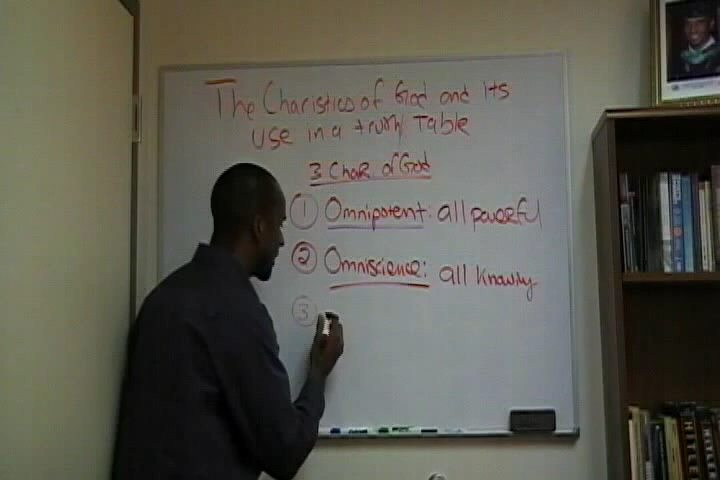 The Charistics of God and its
use in a truth Table
3 Char of God
1 Omnipotent: all powerful
2 Omniscience: all knowing
3